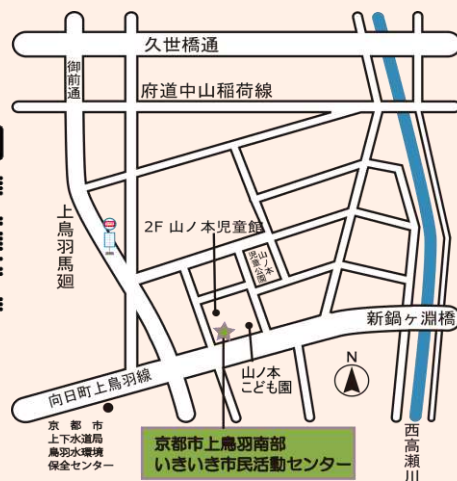 久世橋通
御前通
府道中山稲荷線
上鳥羽馬廻
2F 山ノ本児童館
山ノ本
児童公園
新鍋ヶ淵橋
山ノ本
こども園
N
向日町上鳥羽線
京都市
上下水道局
鳥羽水環境
保全センター
京都市上鳥羽南部
いきいき市民活動センター
西高瀬川